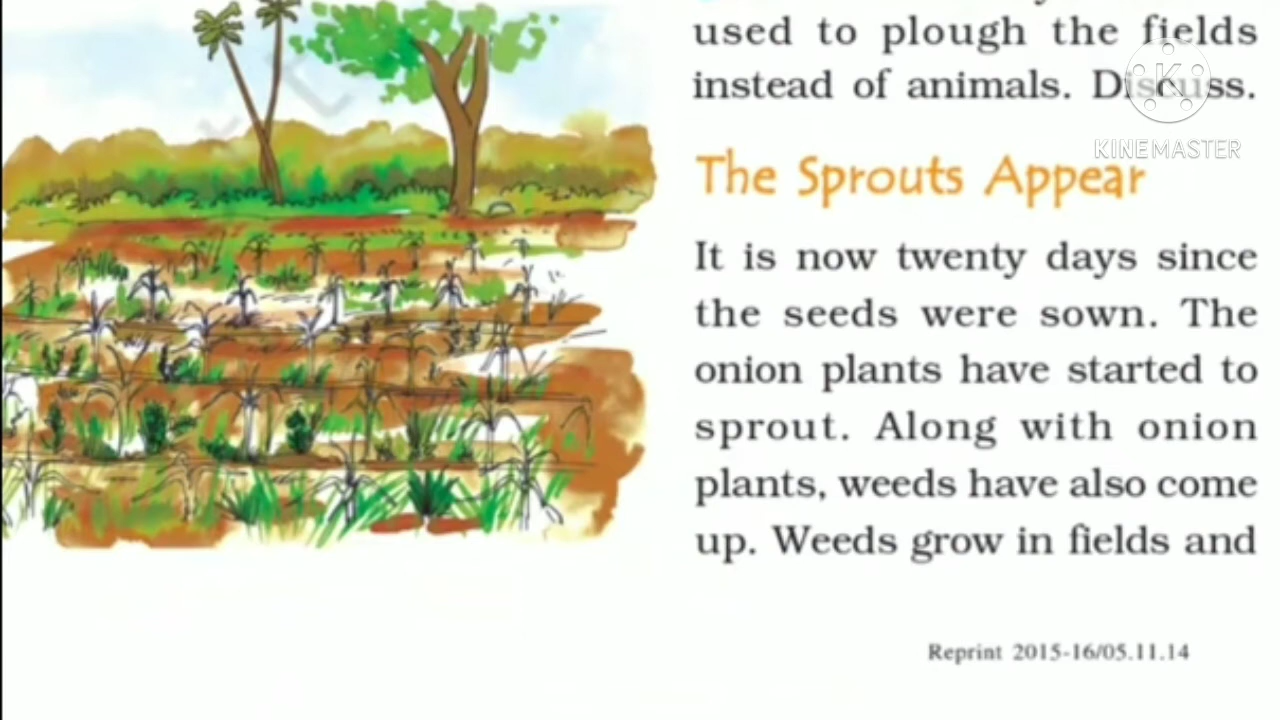 used to plough the fields
instead of animals. Discuss.
KINEMASTER
The Sprouts Appear
It is now twenty days since
the seeds were sown. The
onion plants have started to
sprout. Along with onion
plants, weeds have also come
up. Weeds grow in fields and
Reprint 2015-16/05.11.14